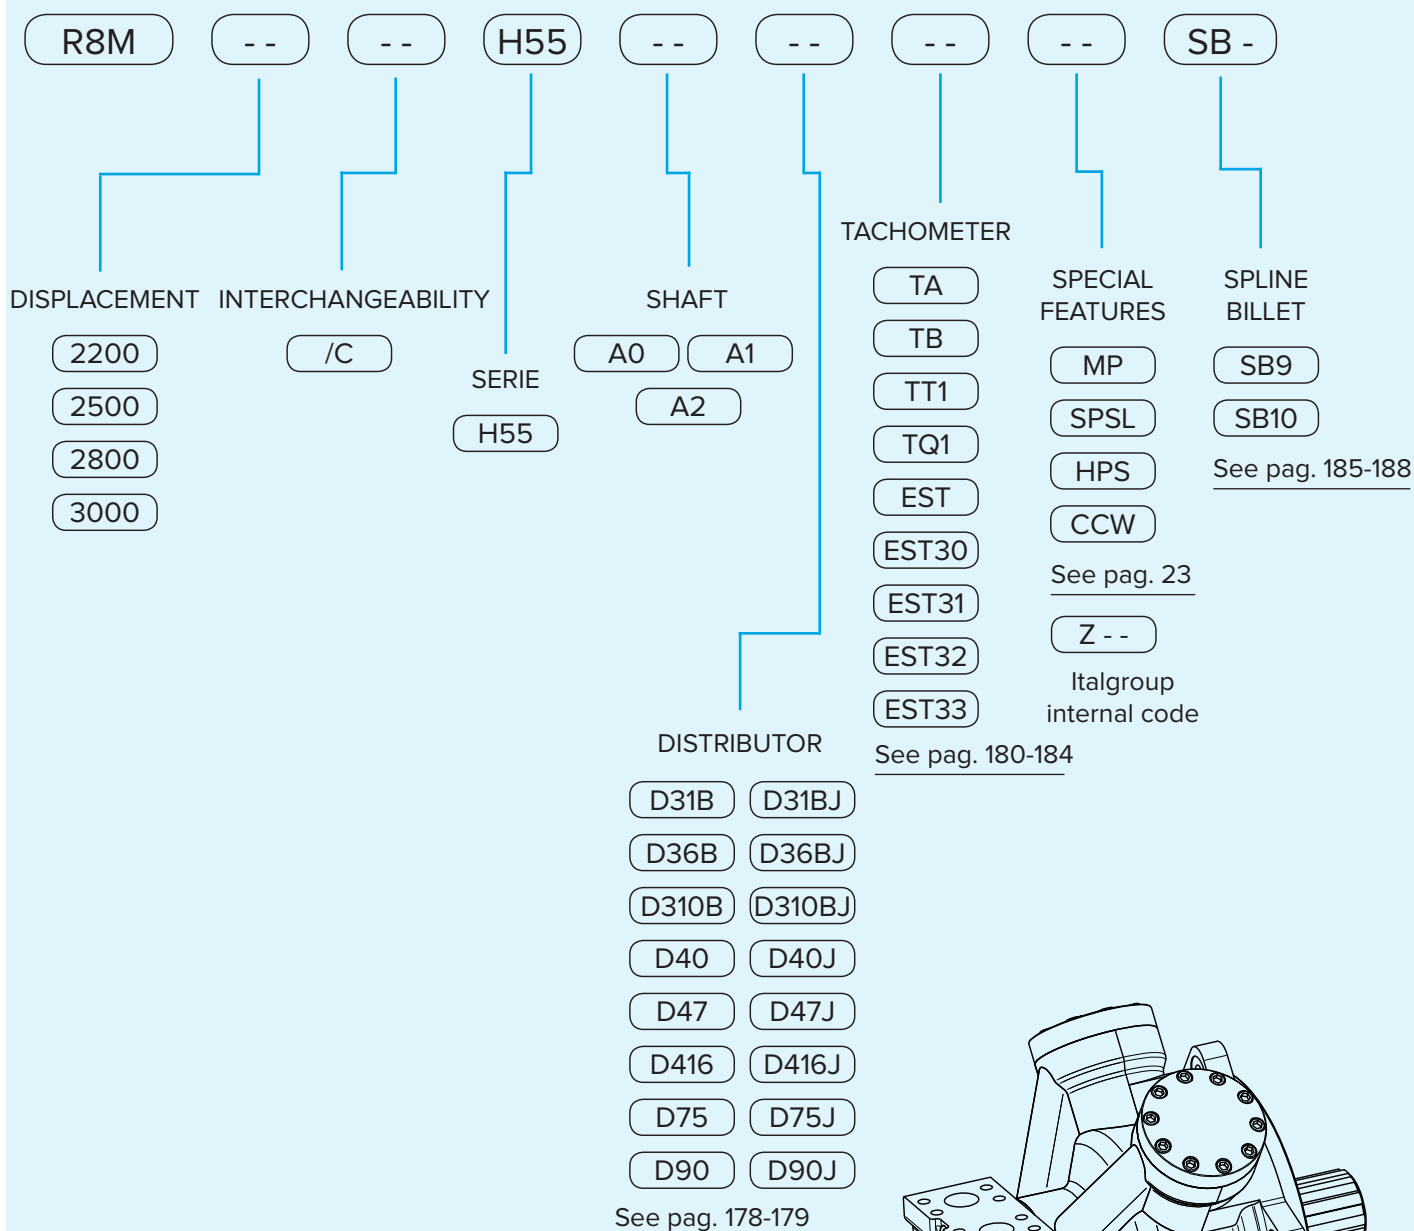 R8M - - - - H55 - - - - - - - - SB -
DISPLACEMENT
2200
2500
2800
3000
INTERCHANGEABILITY
/C
SERIE
H55
SHAFT
A0 A1
A2
DISTRIBUTOR
D31B D31BJ
D36B D36BJ
D310B D310BJ
D40 D40J
D47 D47J
D416 D416J
D75 D75J
D90 D90J
See pag. 178-179
TACHOMETER
TA
TB
TT1
TQ1
EST
EST30
EST31
EST32
EST33
See pag. 180-184
SPECIAL
FEATURES
MP
SPSL
HPS
CCW
See pag. 23
Z - -
Italgroup
internal code
SPLINE
BILLET
SB9
SB10
See pag. 185-188